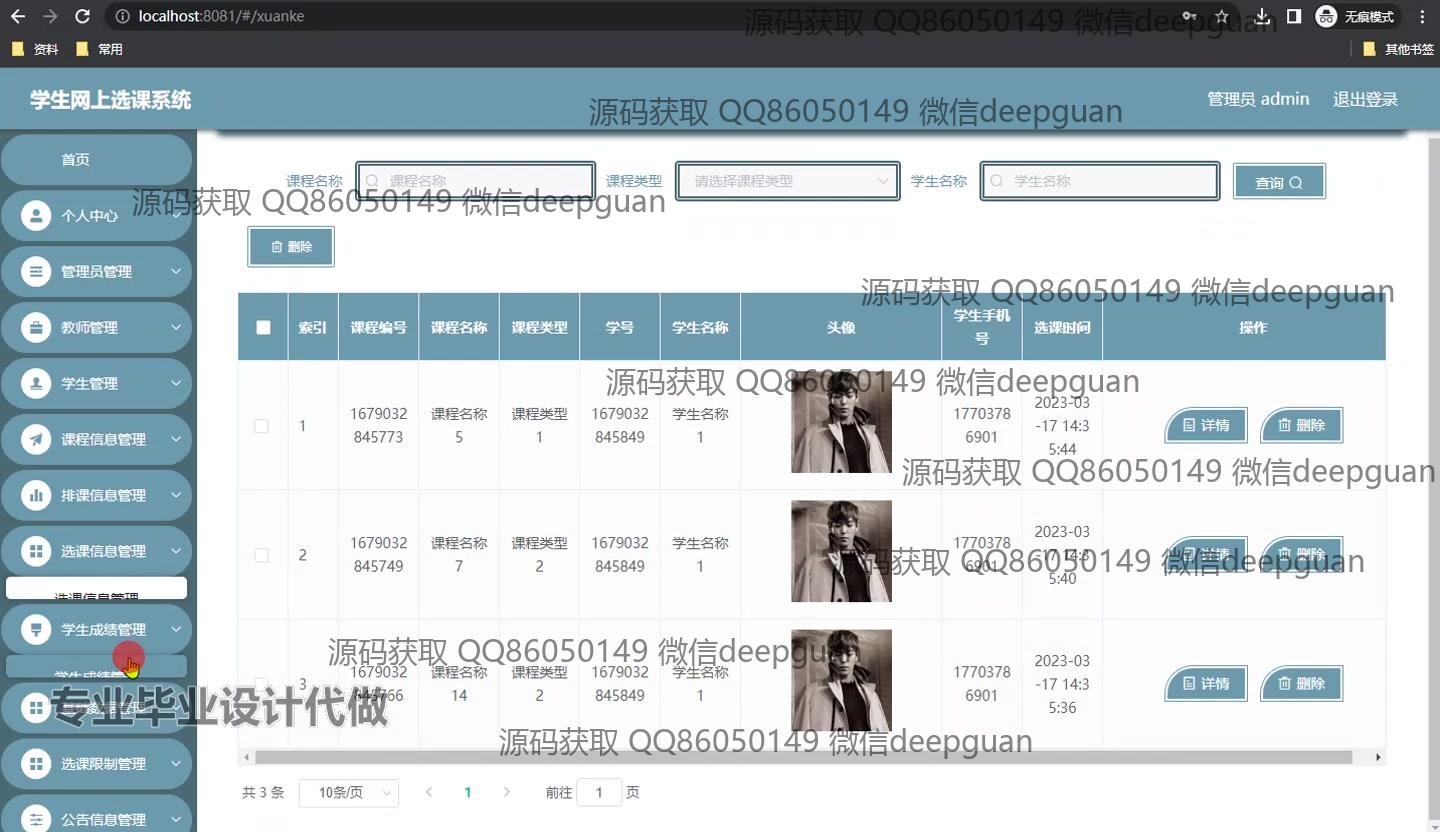 localhost:8081/#/xuanke
无痕模式
资料
常用
其他书签
源码获取 QQ86050149 微信deepguan
学生网上选课系统
源码获取 QQ86050149 微信deepguan
管理员 admin
退出登录
首页
个人中心
管理员管理
教师管理
学生管理
课程信息管理
排课信息管理
选课信息管理
选课信息管理
学生成绩管理
学生成绩管
专业毕业设计代做
选课限制管理
公告信息管理
课程名称
课程名称
课程类型
请选择课程类型
学生名称
学生名称
查询
源码获取 QQ86050149 微信deepguan
删除
源码获取 QQ86050149 微信deepguan
索引 课程编号 课程名称 课程类型 学号 学生名称 头像 学生手机号 选课时间 操作
源码获取 QQ86050149 微信deepguan
1 1679032845773 课程名称5 课程类型1 1679032845849 学生名称1 17703786901 2023-03-17 14:35:44 详情 删除
源码获取 QQ86050149 微信deepguan
2 1679032845749 课程名称7 课程类型2 1679032845849 学生名称1 17703786901 2023-03-17 14:35:40 详情 删除
码获取 QQ86050149 微信deepguan
源码获取 QQ86050149 微信deepguan
3 课程名称14 课程类型2 1679032845849 学生名称1 17703786901 2023-03-17 14:35:36 详情 删除
源码获取 QQ86050149 微信deepguan
共 3 条
10条/页
1
前往 1 页